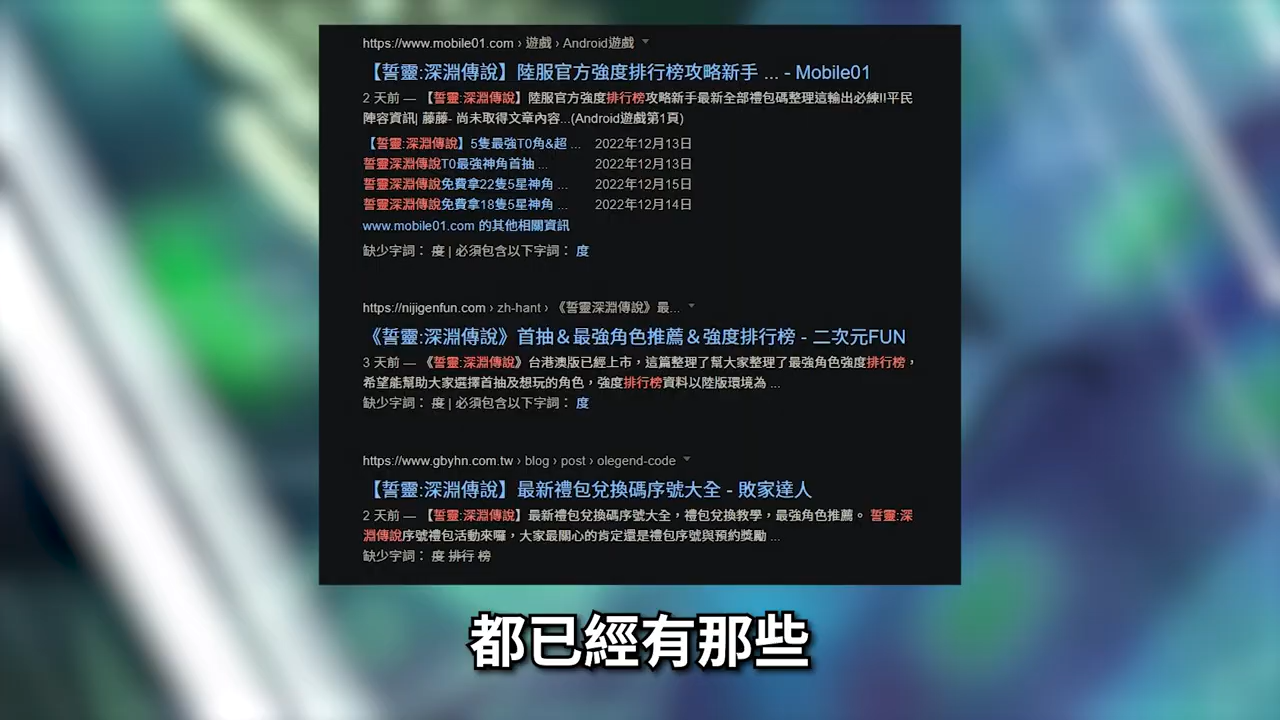 https://www.mobile01.com › 遊戲 › Android遊戲
【誓靈:深淵傳說】陸服官方強度排行榜攻略新手 ... - Mobile01
2 天前 — 【誓靈:深淵傳說】陸服官方強度排行榜攻略新手最新全部禮包碼整理這輸出必練!!平民
陣容資訊| 藤藤- 尚未取得文章內容...(Android遊戲第1頁)
【誓靈:深淵傳說】5隻最強T0角&超 ... 2022年12月13日
誓靈深淵傳說T0最強神角首抽 ... 2022年12月13日
誓靈深淵傳說免費拿22隻5星神角 ... 2022年12月15日
誓靈深淵傳說免費拿18隻5星神角 ... 2022年12月14日
www.mobile01.com 的其他相關資訊
缺少字詞： 度 | 必須包含以下字詞： 度
https://nijigenfun.com › zh-hant › 《誓靈深淵傳說》最...
《誓靈:深淵傳說》首抽＆最強角色推薦＆強度排行榜 - 二次元FUN
3 天前 — 《誓靈:深淵傳說》台港澳版已經上市，這篇整理了幫大家整理了最強角色強度排行榜，
希望能幫助大家選擇首抽及想玩的角色，強度排行榜資料以陸版環境為 ...
缺少字詞： 度 | 必須包含以下字詞： 度
https://www.gbyhn.com.tw › blog › post › olegend-code
【誓靈:深淵傳說】最新禮包兌換碼序號大全 - 敗家達人
2 天前 — 【誓靈:深淵傳說】最新禮包兌換碼序號大全，禮包兌換教學，最強角色推薦。 誓靈:深
淵傳說序號禮包活動來囉，大家最關心的肯定還是禮包序號與預約獎勵 ...
缺少字詞： 度 排行 榜
都已經有那些